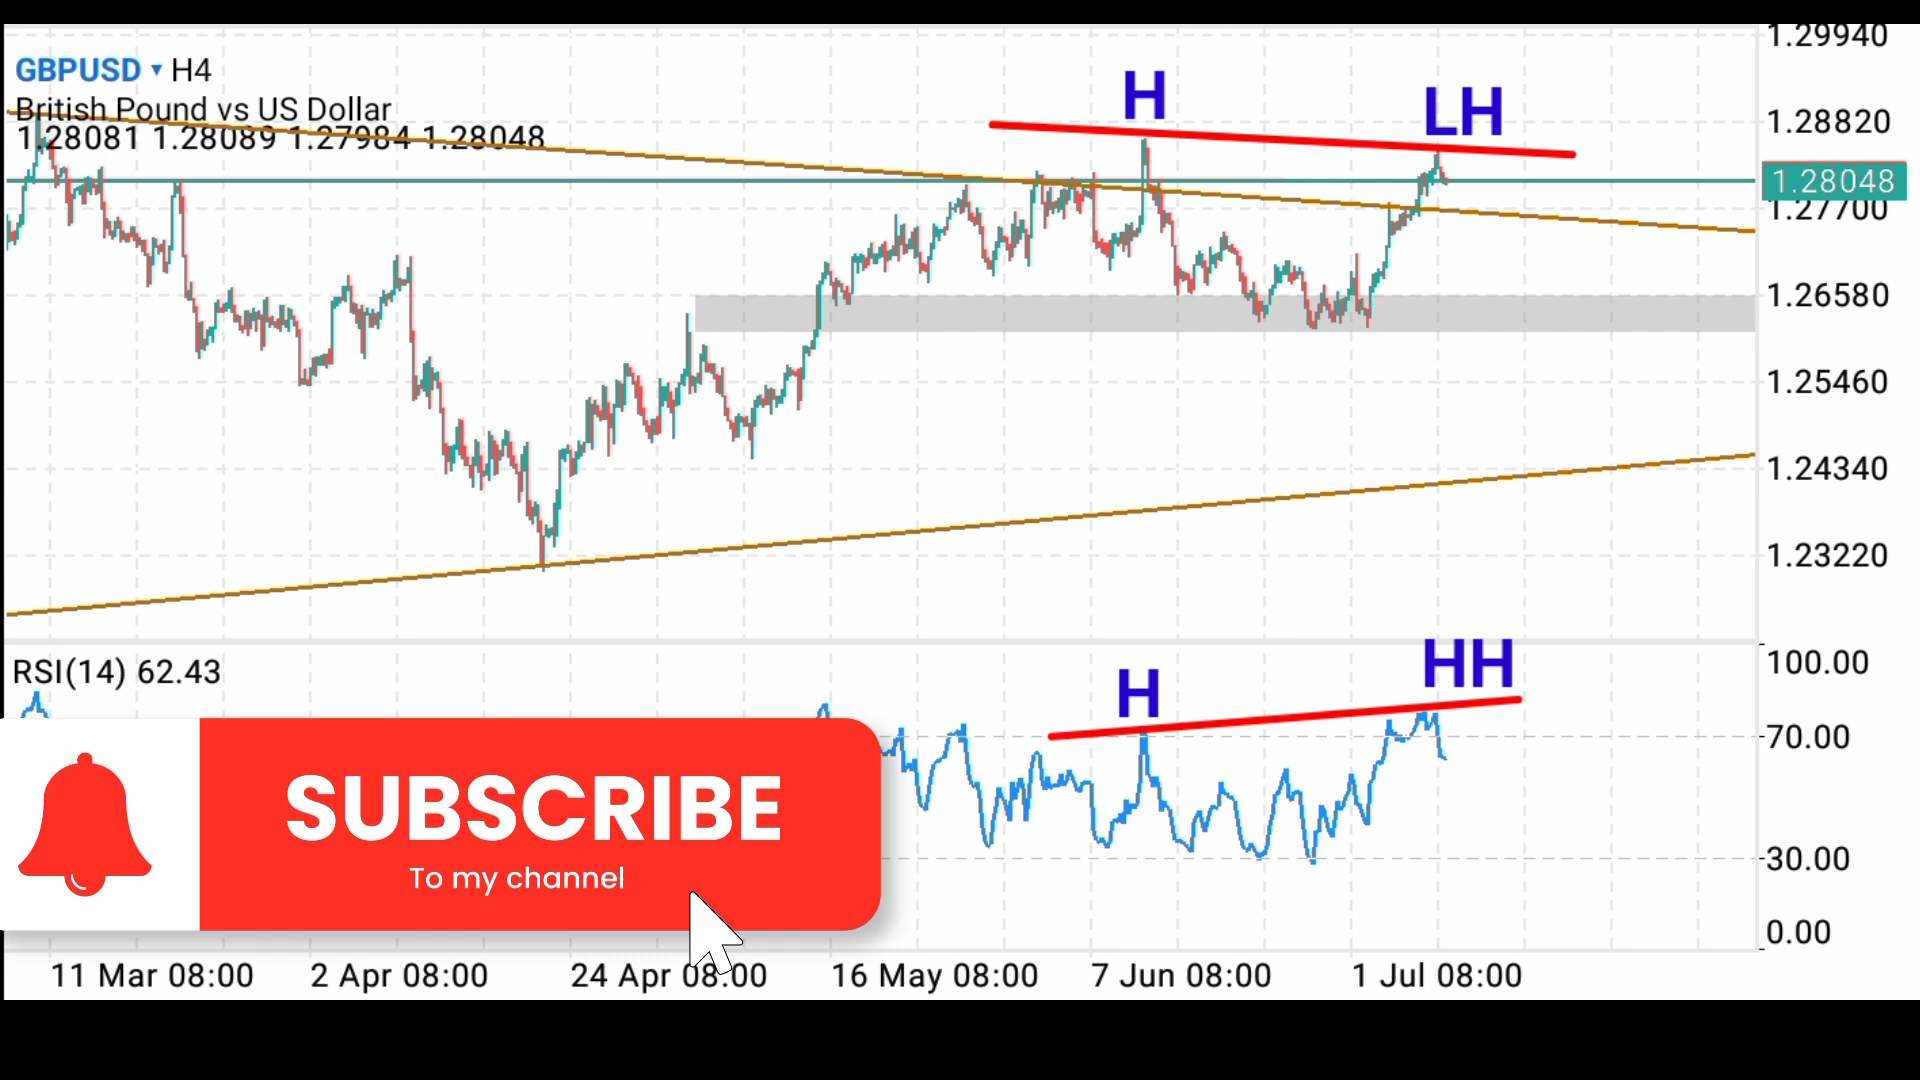 1.29940
GBPUSD ▾ H4
H
LH
British Pound vs US Dollar
1.28081 1.28089 1.27984 1.28048
1.28820
1.28048
1.27700
1.26580
1.25460
1.24340
1.23220
RSI(14) 62.43
H
HH
100.00
70.00
SUBSCRIBE
To my channel
30.00
0.00
11 Mar 08:00 2 Apr 08:00 24 Apr 08:00 16 May 08:00 7 Jun 08:00 1 Jul 08:00